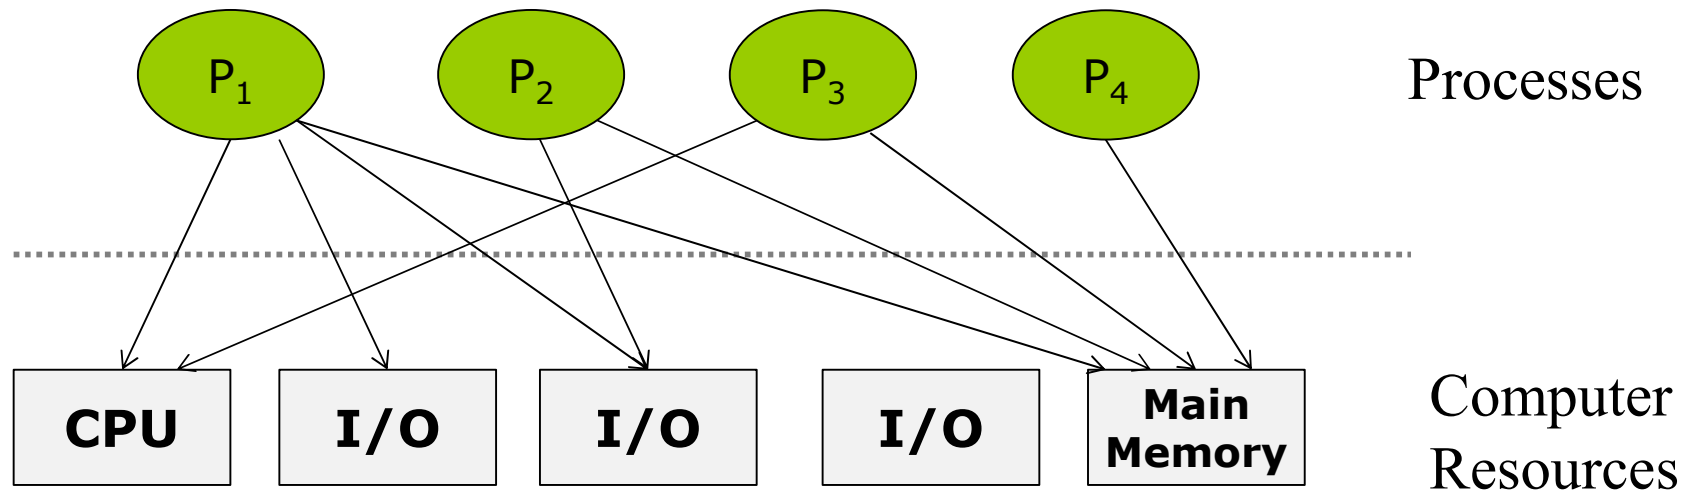 P₁ P₂ P₃ P₄ Processes
CPU I/O I/O I/O Main Memory
Computer
Resources